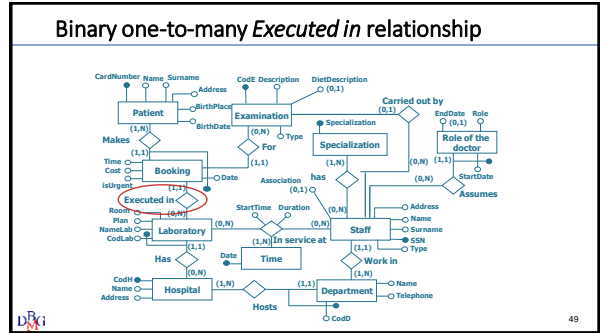 Binary one-to-many Executed in relationship
CardNumber Name Surname
Address
CodE Description
DietDescription
(0,1)
Carried out by
EndDate Role
(0,1)
Patient
BirthPlace
BirthDate
Examination
Type
(0,1)
Specialization
Specialization
Role of the
doctor
(1,N)
Makes
(0,N)
For
(1,1)
(1,1)
(1,N)
(0,N)
(1,1)
StartDate
Time
Cost
isUrgent
Booking
Date
has
Association
(0,1)
(0,N)
Assumes
(1,1)
Executed in
(0,N)
StartTime Duration
(0,N)
Address
Name
Surname
SSN
Type
Room
Plan
NameLab
CodLab
Laboratory
(0,N)
(0,N)
Staff
(1,1)
(1,N)
In service at
(1,1)
Has
Date
Time
Work in
(0,N)
(1,N)
CodH
Name
Address
Hospital
(1,N)
(1,1)
Department
Name
Telephone
Hosts
CodD
DBMG
49